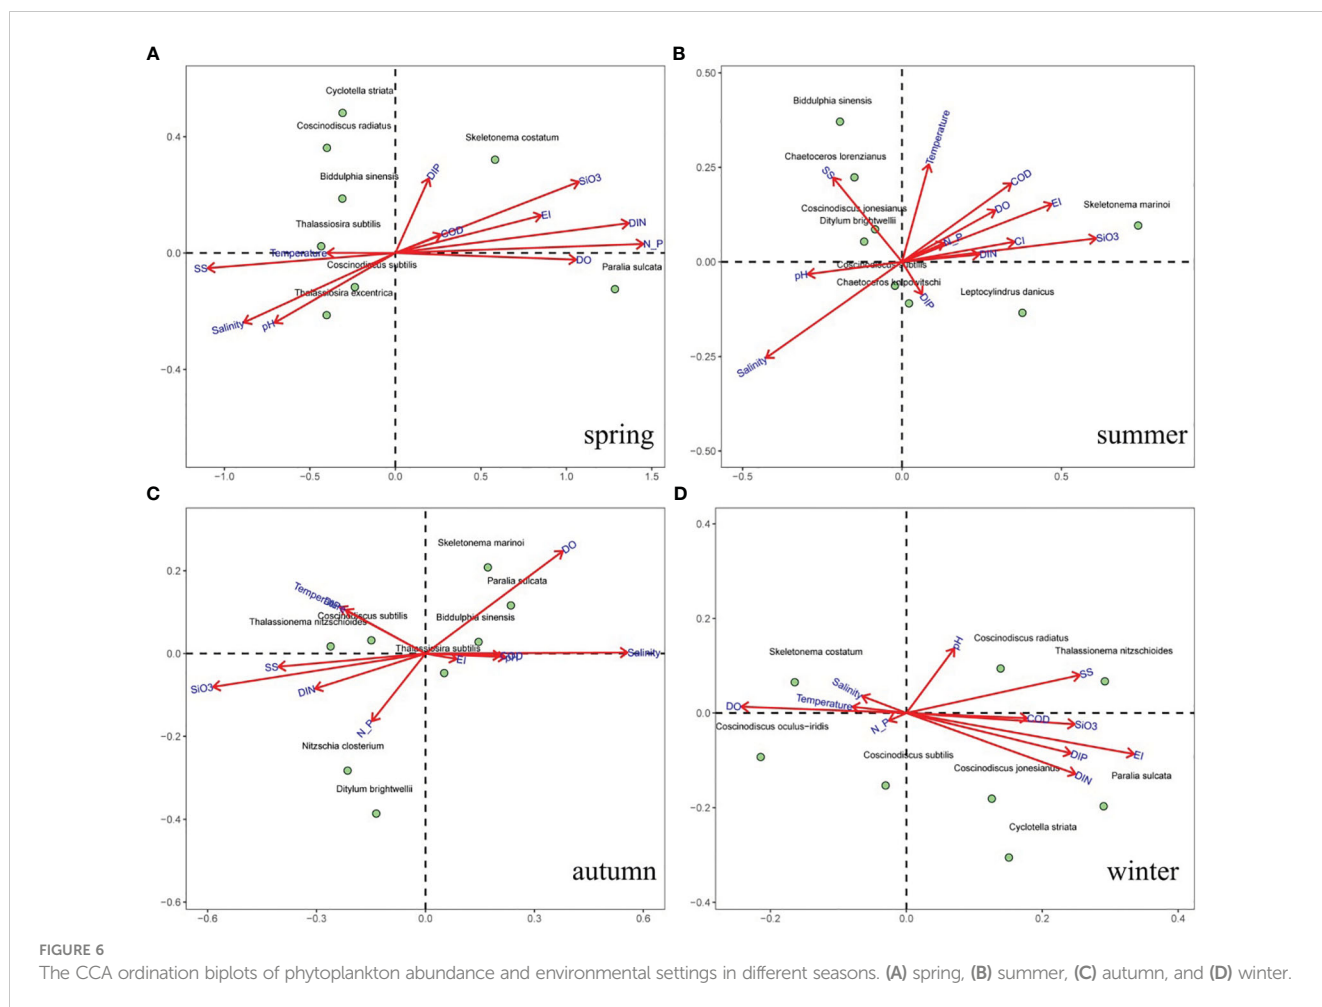 A
Cyclotella striata
Coscinodiscus radiatus
Skeletonema costatum
0.4
Biddulphia sinensis
DIP
SiO3
EI
Thalassiosira subtilis
DIN
COD
N_P
0.0
Temperature
DO
SS
Coscinodiscus subtilis
Paralia sulcata
Thalassiosira excentrica
Salinity
pH
−0.4
spring
−1.0
−0.5
0.0
0.5
1.0
1.5
B
0.50
Biddulphia sinensis
Temperature
Chaetoceros lorenzianus
0.25
SS
COD
Coscinodiscus jonesianus
DO
EI
Skeletonema marinoi
Ditylum brightwellii
N_P
CI
SiO3
DIN
0.00
Coscinodiscus subtilis
pH
Chaetoceros knipowitschi
DIP
Leptocylindrus danicus
−0.25
Salinity
−0.50
summer
−0.5
0.0
0.5
C
Skeletonema marinoi
DO
0.2
Paralia sulcata
Temperature
Coscinodiscus subtilis
Biddulphia sinensis
Thalassionema nitzschioides
Thalassiosira subtilis
0.0
EI
pH
Salinity
SS
SiO3
DIN
N_P
−0.2
Nitzschia closterium
Ditylum brightwellii
−0.4
autumn
−0.6
−0.6
−0.3
0.0
0.3
0.6
D
0.4
0.2
pH
Coscinodiscus radiatus
Skeletonema costatum
Thalassionema nitzschioides
SS
Salinity
Temperature
DO
0.0
N_P
COD
SiO3
Coscinodiscus oculus−iridis
Coscinodiscus subtilis
DIP
EI
Coscinodiscus jonesianus
DIN
Paralia sulcata
−0.2
Cyclotella striata
winter
−0.4
−0.2
0.0
0.2
0.4
FIGURE 6
The CCA ordination biplots of phytoplankton abundance and environmental settings in different seasons. (A) spring, (B) summer, (C) autumn, and (D) winter.